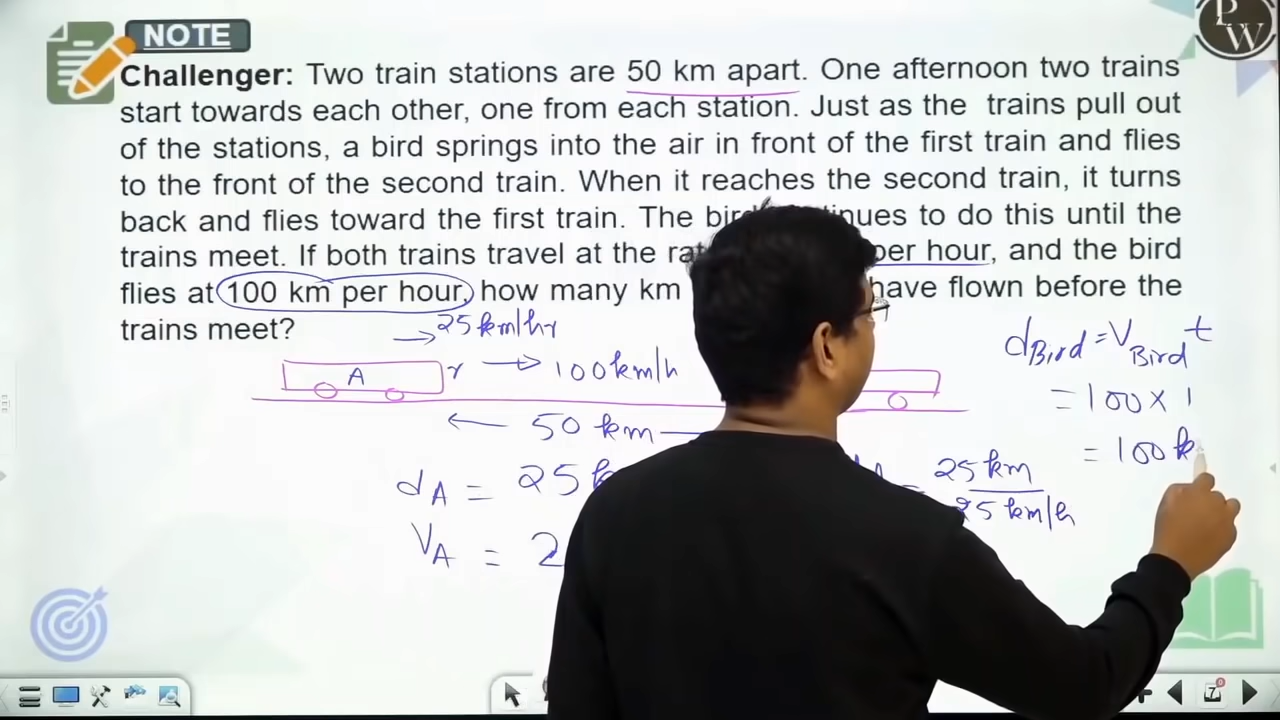 NOTE
PW
Challenger: Two train stations are 50 km apart. One afternoon two trains
start towards each other, one from each station. Just as the trains pull out
of the stations, a bird springs into the air in front of the first train and flies
to the front of the second train. When it reaches the second train, it turns
back and flies toward the first train. The continues to do this until the
trains meet. If both trains travel at the per hour, and the bird
flies at 100 km per hour, how many km have flown before the
trains meet?
25 km/hr
A
100 km/h
50 km
dBird = VBird t
= 100 × 1
= 100 k
dA = 25
= 25 km
25 km/h
VA = 2
7